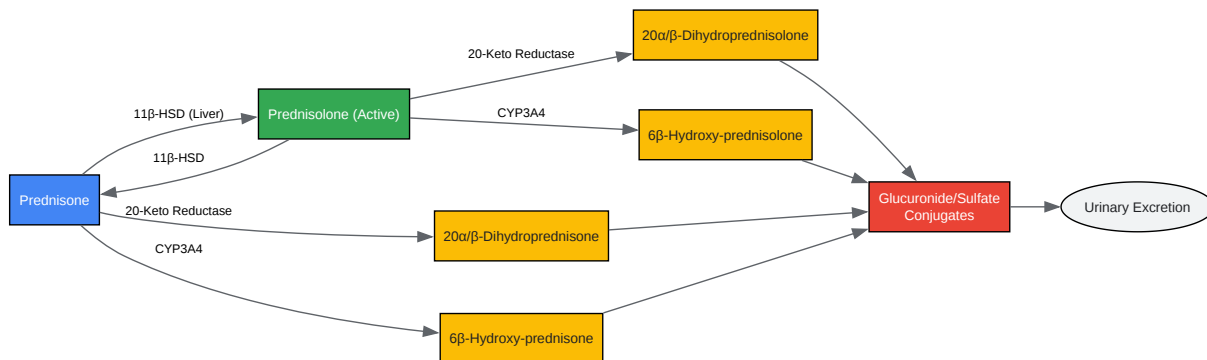 20α/β-Dihydroprednisolone
20-Keto Reductase
Prednisolone (Active)
11β-HSD (Liver)
CYP3A4
6β-Hydroxy-prednisolone
11β-HSD
Prednisone
Glucuronide/Sulfate
Conjugates
Urinary Excretion
20-Keto Reductase
20α/β-Dihydroprednisone
CYP3A4
6β-Hydroxy-prednisone